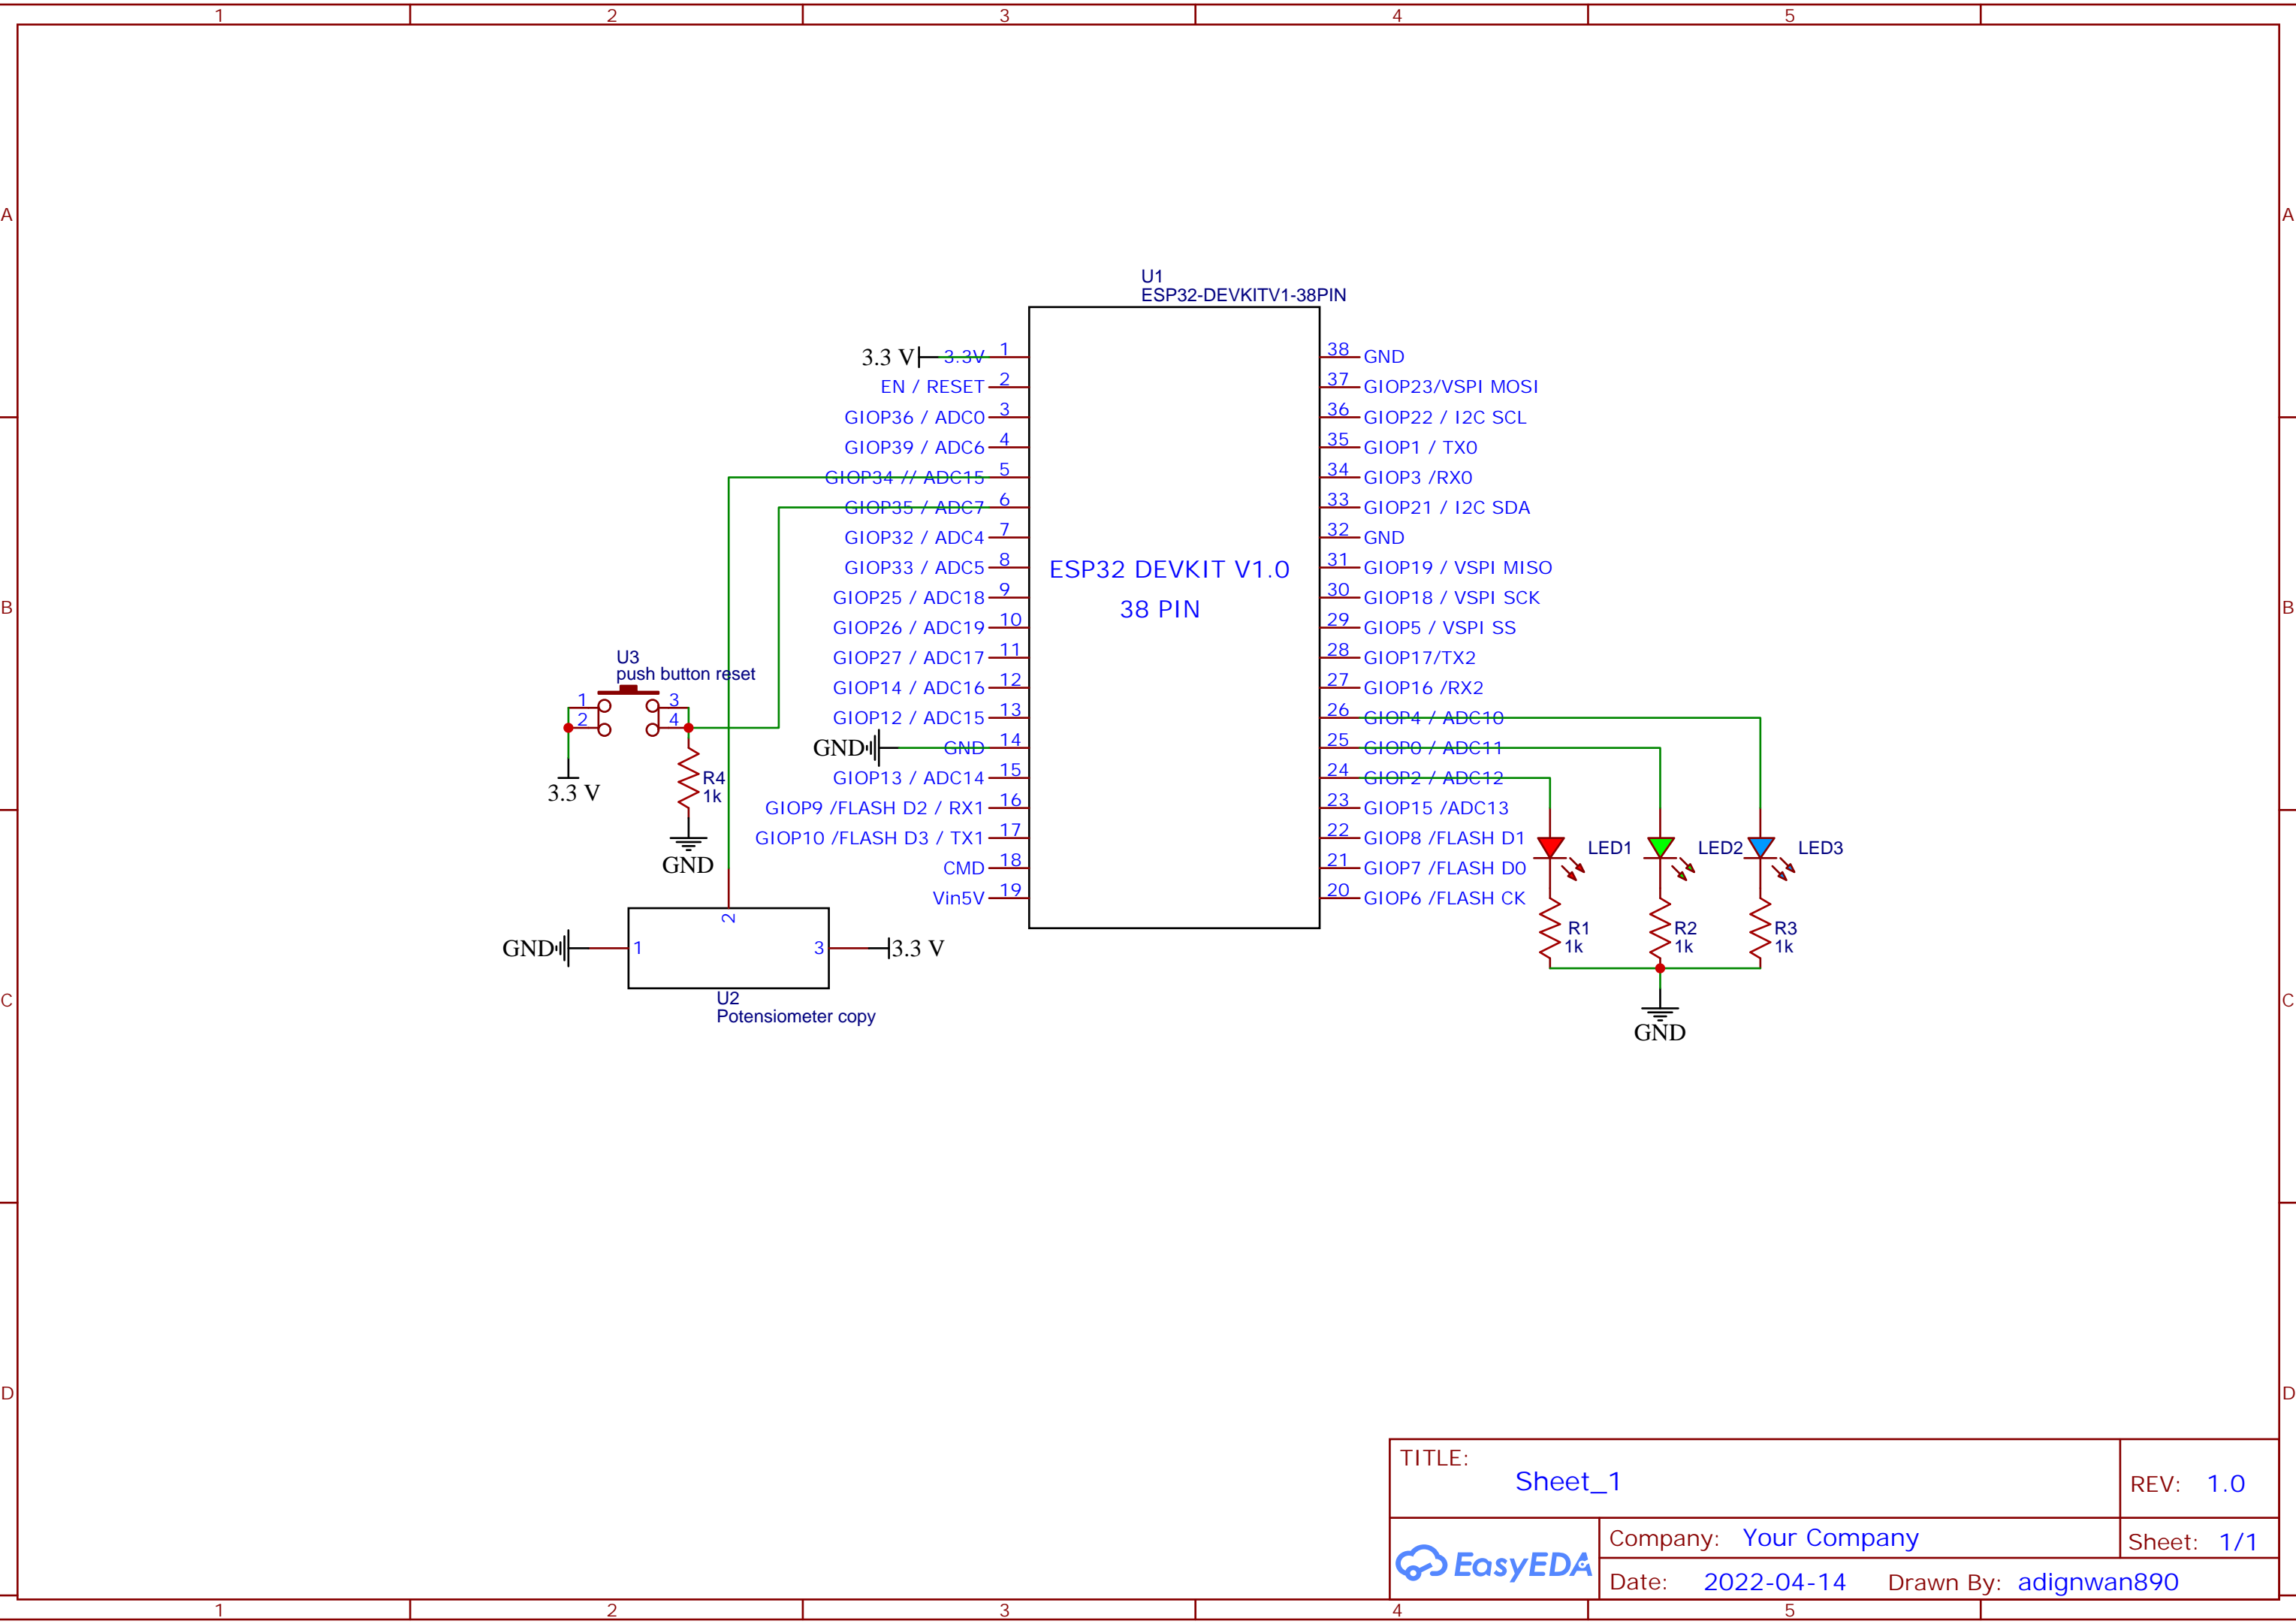 1 2 3 4 5
A A
B B
C C
D D
U1
ESP32-DEVKITV1-38PIN
ESP32 DEVKIT V1.0
38 PIN
3.3 V 3.3V 1
EN / RESET 2
GIOP36 / ADC0 3
GIOP39 / ADC6 4
GIOP34 // ADC15 5
GIOP35 / ADC7 6
GIOP32 / ADC4 7
GIOP33 / ADC5 8
GIOP25 / ADC18 9
GIOP26 / ADC19 10
GIOP27 / ADC17 11
GIOP14 / ADC16 12
GIOP12 / ADC15 13
GND GND 14
GIOP13 / ADC14 15
GIOP9 /FLASH D2 / RX1 16
GIOP10 /FLASH D3 / TX1 17
CMD 18
Vin5V 19
38 GND
37 GIOP23/VSPI MOSI
36 GIOP22 / I2C SCL
35 GIOP1 / TX0
34 GIOP3 /RX0
33 GIOP21 / I2C SDA
32 GND
31 GIOP19 / VSPI MISO
30 GIOP18 / VSPI SCK
29 GIOP5 / VSPI SS
28 GIOP17/TX2
27 GIOP16 /RX2
26 GIOP4 / ADC10
25 GIOP0 / ADC11
24 GIOP2 / ADC12
23 GIOP15 /ADC13
22 GIOP8 /FLASH D1
21 GIOP7 /FLASH D0
20 GIOP6 /FLASH CK
U3
push button reset
1 3
2 4
3.3 V
R4
1k
GND
2
GND 1 3 3.3 V
U2
Potensiometer copy
LED1 LED2 LED3
R1 R2 R3
1k 1k 1k
GND
TITLE:
Sheet_1
REV: 1.0
EasyEDA
Company: Your Company
Sheet: 1/1
Date: 2022-04-14 Drawn By: adignwan890
1 2 3 4 5